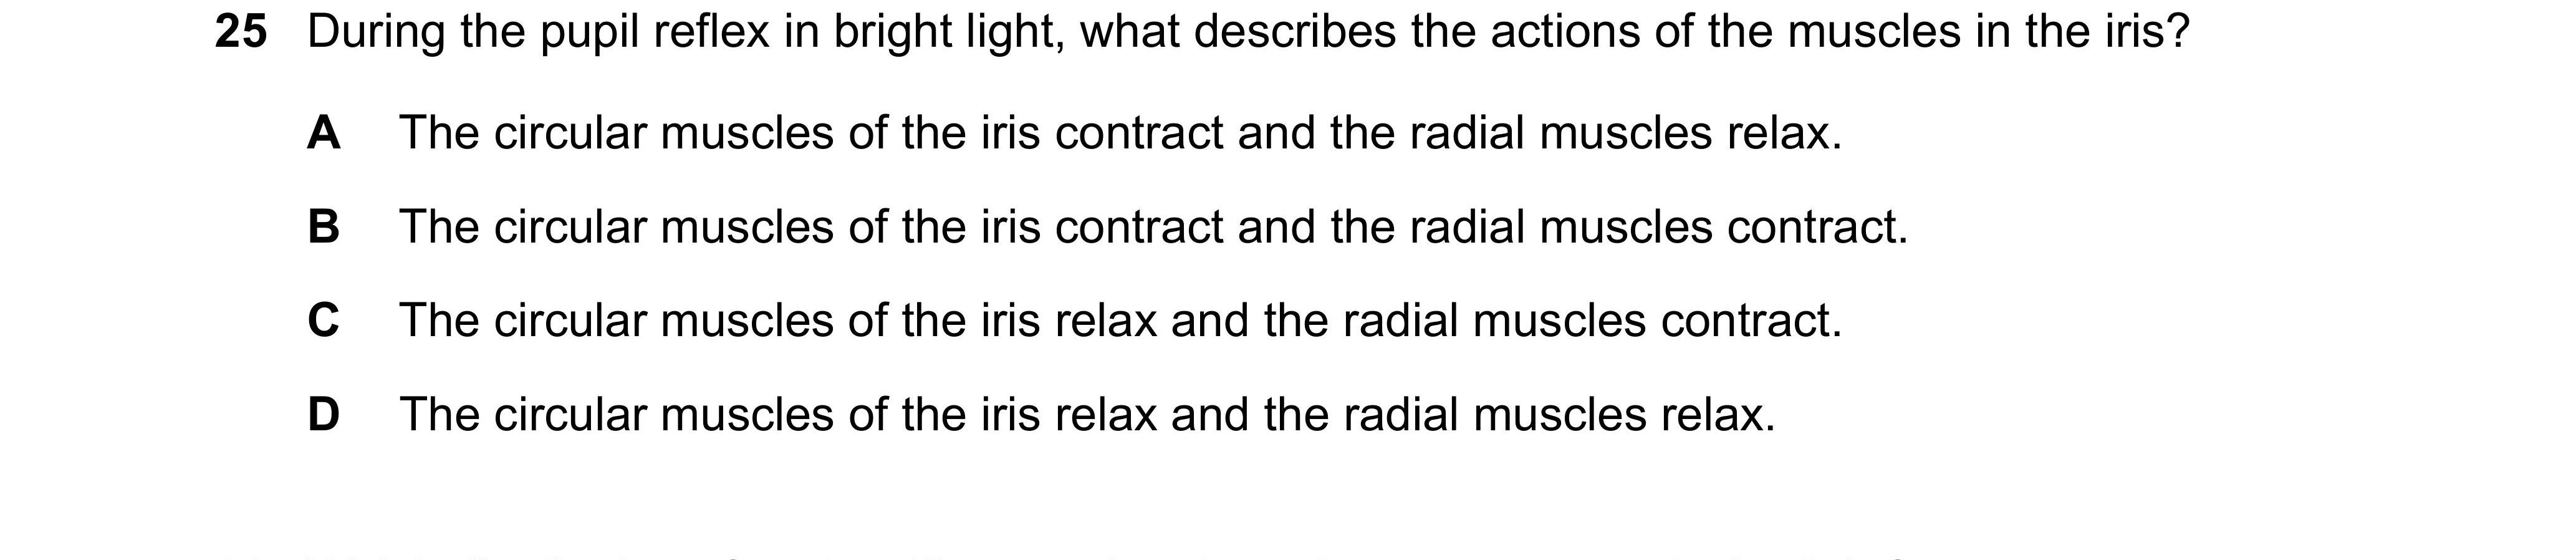 25 During the pupil reflex in bright light, what describes the actions of the muscles in the iris?
A The circular muscles of the iris contract and the radial muscles relax.
B The circular muscles of the iris contract and the radial muscles contract.
C The circular muscles of the iris relax and the radial muscles contract.
D The circular muscles of the iris relax and the radial muscles relax.